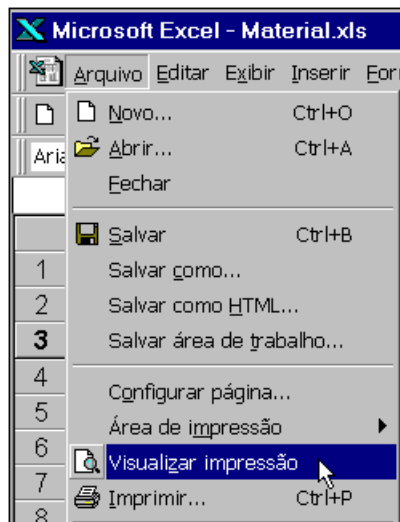 Microsoft Excel - Material.xls
Arquivo Editar Exibir Inserir
Novo... Ctrl+O
Abrir... Ctrl+A
Fechar
Salvar Ctrl+B
1 Salvar como...
2 Salvar como HTML...
3 Salvar área de trabalho...
4
Configurar página...
5
Área de impressão
6
Visualizar impressão
7
Imprimir... Ctrl+P
8